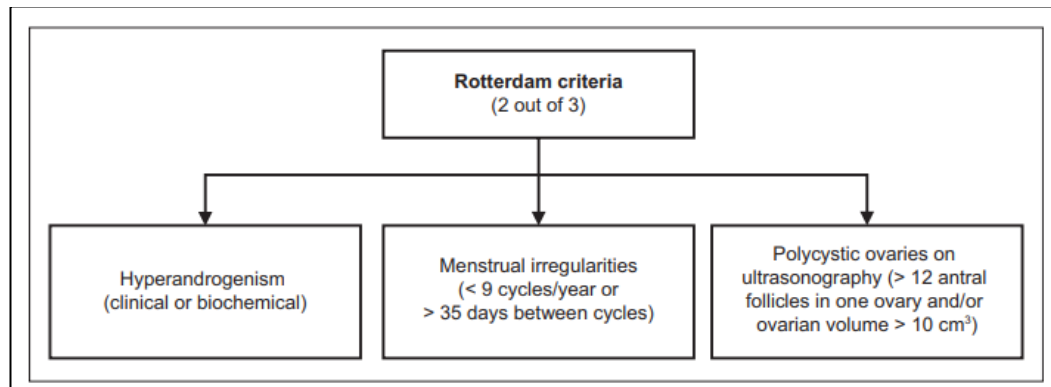 Rotterdam criteria
(2 out of 3)
Hyperandrogenism
(clinical or biochemical)
Menstrual irregularities
(< 9 cycles/year or
> 35 days between cycles)
Polycystic ovaries on
ultrasonography (> 12 antral
follicles in one ovary and/or
ovarian volume > 10 cm³)